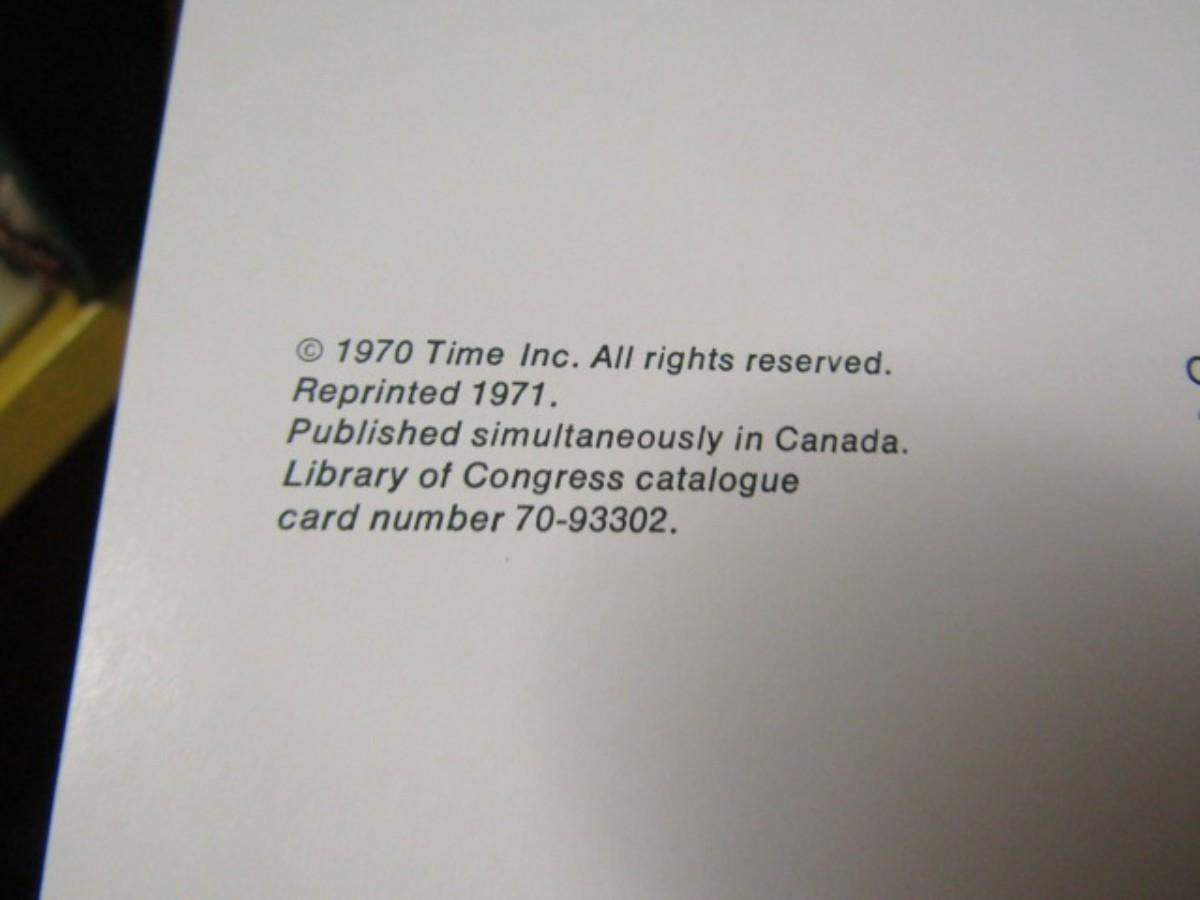 © 1970 Time Inc. All rights reserved.
Reprinted 1971.
Published simultaneously in Canada.
Library of Congress catalogue
card number 70-93302.